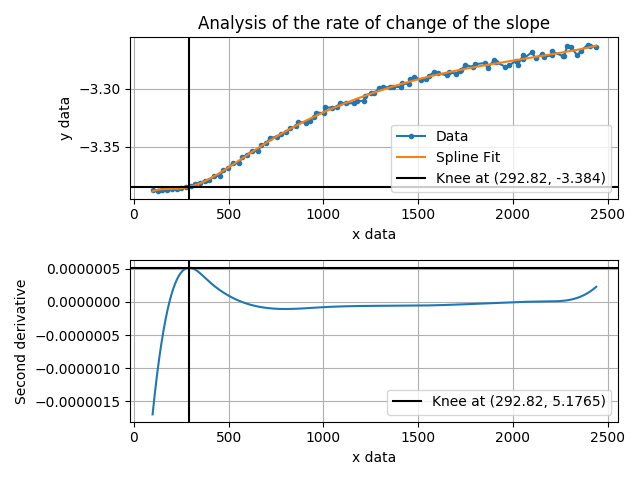 Analysis of the rate of change of the slope
y data
−3.30
−3.35
Data
Spline Fit
Knee at (292.82, -3.384)
0 500 1000 1500 2000 2500
x data
Second derivative
0.0000005
0.0000000
−0.0000005
−0.0000010
−0.0000015
Knee at (292.82, 5.1765)
0 500 1000 1500 2000 2500
x data